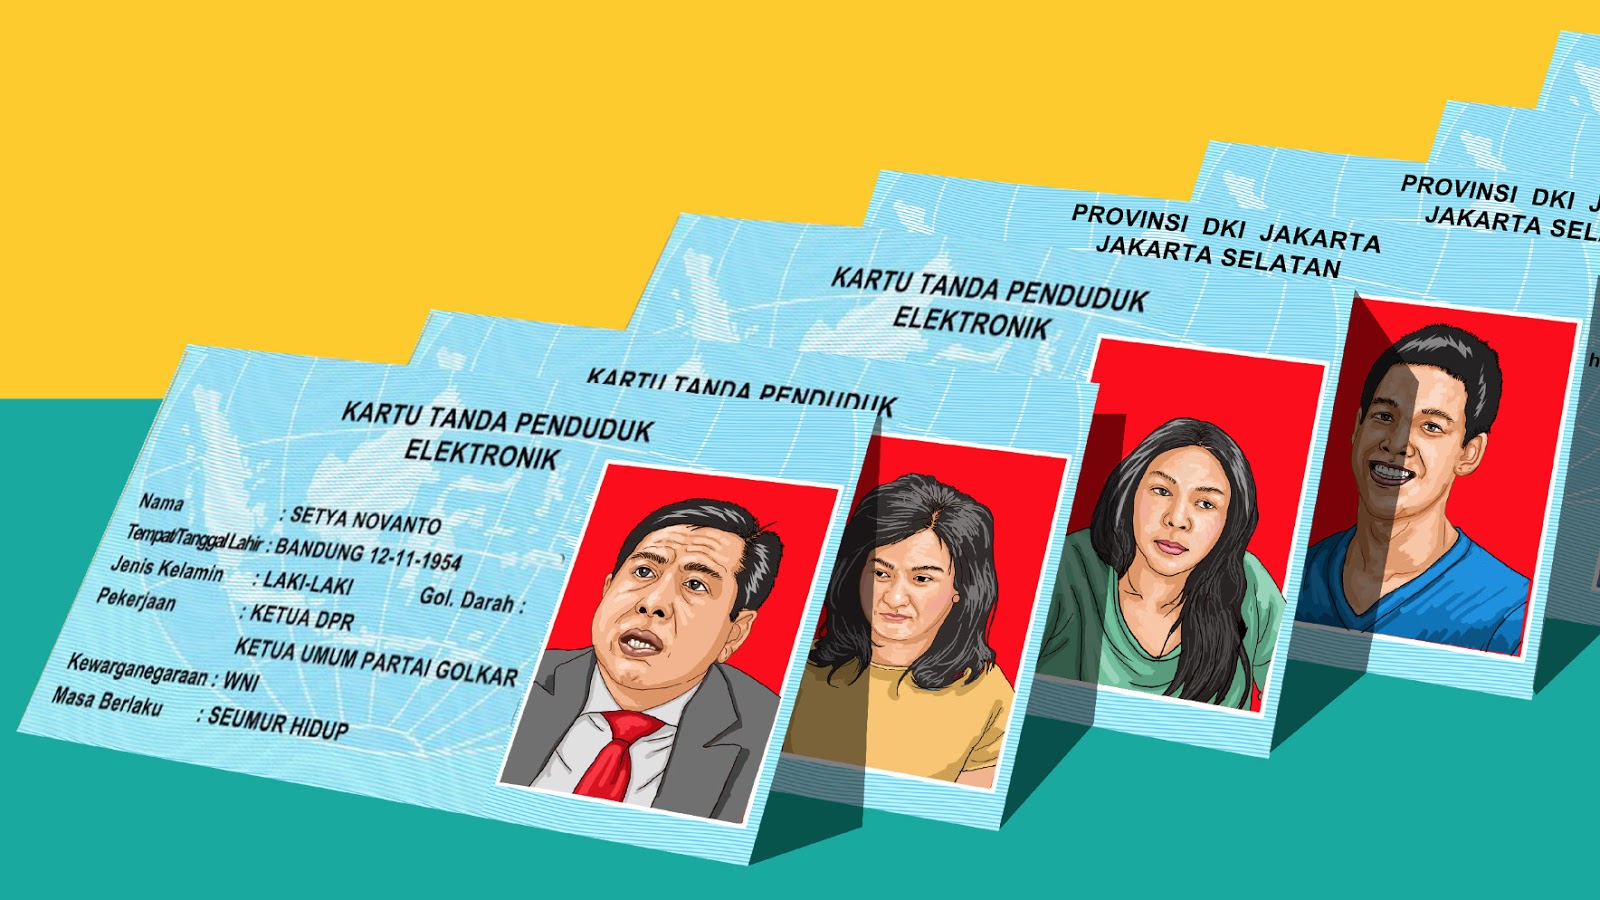 KARTU TANDA PENDUDUK
ELEKTRONIK
Nama : SETYA NOVANTO
Tempat/Tanggal Lahir : BANDUNG 12-11-1954
Jenis Kelamin : LAKI-LAKI Gol. Darah :
Pekerjaan : KETUA DPR
KETUA UMUM PARTAI GOLKAR
Kewarganegaraan : WNI
Masa Berlaku : SEUMUR HIDUP
KARTU TANDA PENDUDUK
KARTU TANDA PENDUDUK
ELEKTRONIK
PROVINSI DKI JAKARTA
JAKARTA SELATAN
PROVINSI DKI
JAKARTA